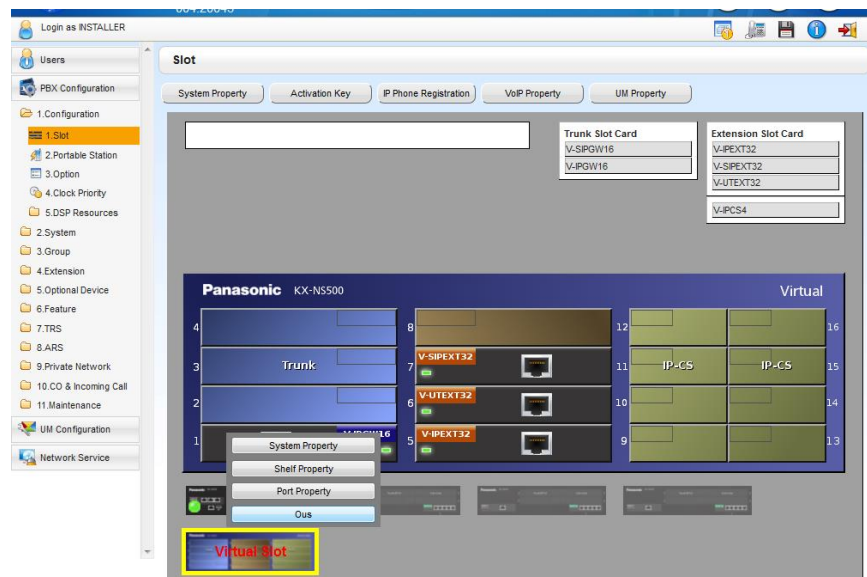 Login as INSTALLER
Users
PBX Configuration
1.Configuration
1.Slot
2.Portable Station
3.Option
4.Clock Priority
5.DSP Resources
2.System
3.Group
4.Extension
5.Optional Device
6.Feature
7.TRS
8.ARS
9.Private Network
10.CO & Incoming Call
11.Maintenance
UM Configuration
Network Service
Slot
System Property Activation Key IP Phone Registration VoIP Property UM Property
Trunk Slot Card
V-SIPGW16
V-IPGW16
Extension Slot Card
V-IPEXT32
V-SIPEXT32
V-UTEXT32
V-IPCS4
Panasonic KX-NS500 Virtual
4 8 12 16
3 Trunk 7 V-SIPEXT32 11 IP-CS IP-CS 15
2 6 V-UTEXT32 10 14
1 5 V-IPEXT32 9 13
System Property
Shelf Property
Port Property
Ous
Virtual Slot